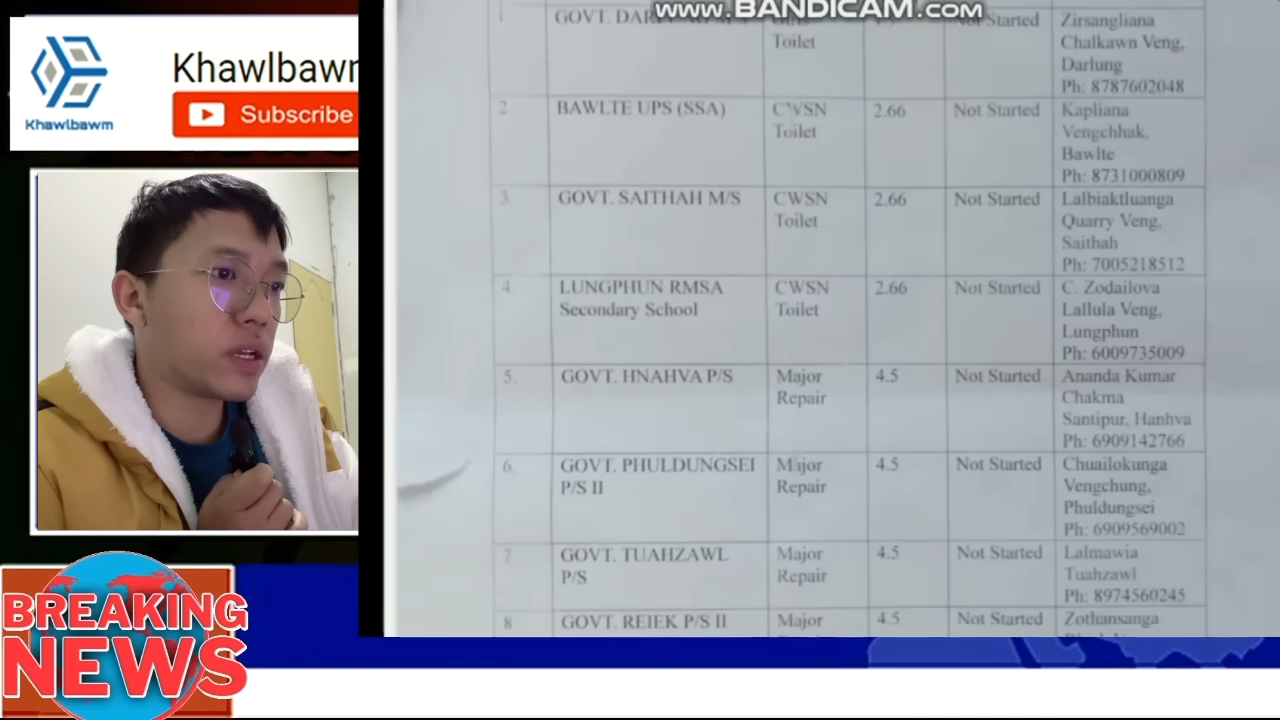 www.BANDICAM.com
Khawlbawm
Khawlbawm
Subscribe
Toilet
Not Started
Zirsangliana
Chalkawn Veng,
Darlung
Ph: 8787602048
2
BAWLTE UPS (SSA)
CWSN
Toilet
2.66
Not Started
Kapliana
Vengchhak,
Bawlte
Ph: 8731000809
3.
GOVT. SAITHAH M/S
CWSN
Toilet
2.66
Not Started
Lalbiaktluanga
Quarry Veng,
Saithah
Ph: 7005218512
4.
LUNGPHUN RMSA
Secondary School
CWSN
Toilet
2.66
Not Started
C. Zodailova
Lallula Veng,
Lungphun
Ph: 6009735009
5.
GOVT. HNAHVA P/S
Major
Repair
4.5
Not Started
Ananda Kumar
Chakma
Santipur, Hanhva
Ph: 6909142766
6.
GOVT. PHULDUNGSEI
P/S II
Major
Repair
4.5
Not Started
Chuailokunga
Vengchung,
Phuldungsei
Ph: 6909569002
7
GOVT. TUAHZAWL
P/S
Major
Repair
4.5
Not Started
Lalmawia
Tuahzawl
Ph: 8974560245
8
GOVT. REIEK P/S II
Major
4.5
Not Started
Zothansanga
BREAKING
NEWS